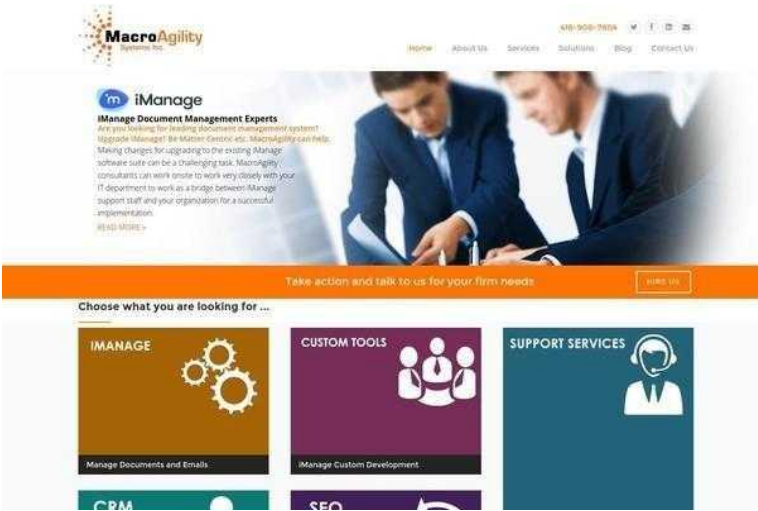 MacroAgility
Systems Inc.
416-908-7604
Home About Us Services Solutions Blog Contact Us
iManage
iManage Document Management Experts
Are you looking for leading document management system?
Upgrade iManage? Be Matter Centric etc. MacroAgility can help.
Making changes for upgrading to the existing iManage
software suite can be a challenging task. MacroAgility
consultants can work onsite to work very closely with your
IT department to work as a bridge between iManage
support staff and your organization for a successful
implementation.
READ MORE »
Take action and talk to us for your firm needs
HIRE US
Choose what you are looking for ...
IMANAGE
CUSTOM TOOLS
SUPPORT SERVICES
Manage Documents and Emails
iManage Custom Development
CRM
SEO